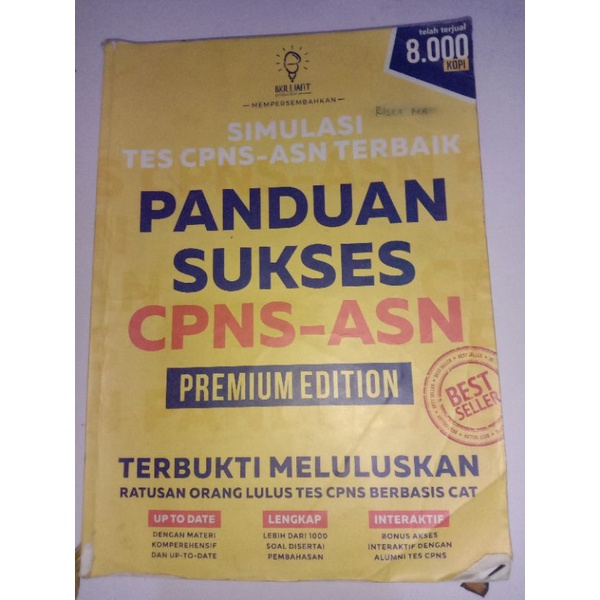 telah terjual
8.000
KOPI
BRILLIANT
MEMPERSEMBAHKAN
SIMULASI
TES CPNS-ASN TERBAIK
PANDUAN
SUKSES
CPNS-ASN
PREMIUM EDITION
BEST
SELLER
TERBUKTI MELULUSKAN
RATUSAN ORANG LULUS TES CPNS BERBASIS CAT
UP TO DATE
DENGAN MATERI
KOMPEREHENSIF
DAN UP-TO-DATE
LENGKAP
LEBIH DARI 1000
SOAL DISERTAI
PEMBAHASAN
INTERAKTIF
BONUS AKSES
INTERAKTIF DENGAN
ALUMNI TES CPNS